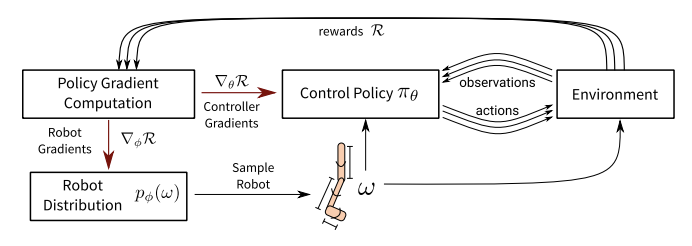 rewards ℛ
Policy Gradient
Computation
∇θℛ
Controller
Gradients
Control Policy πθ
observations
actions
Environment
Robot
Gradients
∇ϕℛ
Robot
Distribution pϕ(ω)
Sample
Robot
ω